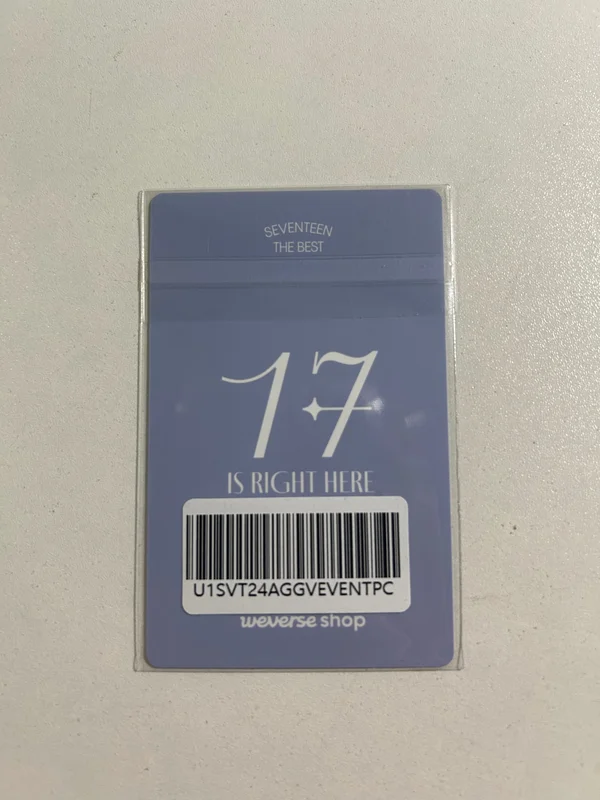 SEVENTEEN
THE BEST
17
IS RIGHT HERE
U1SVT24AGGVEVENTPC
weverse shop